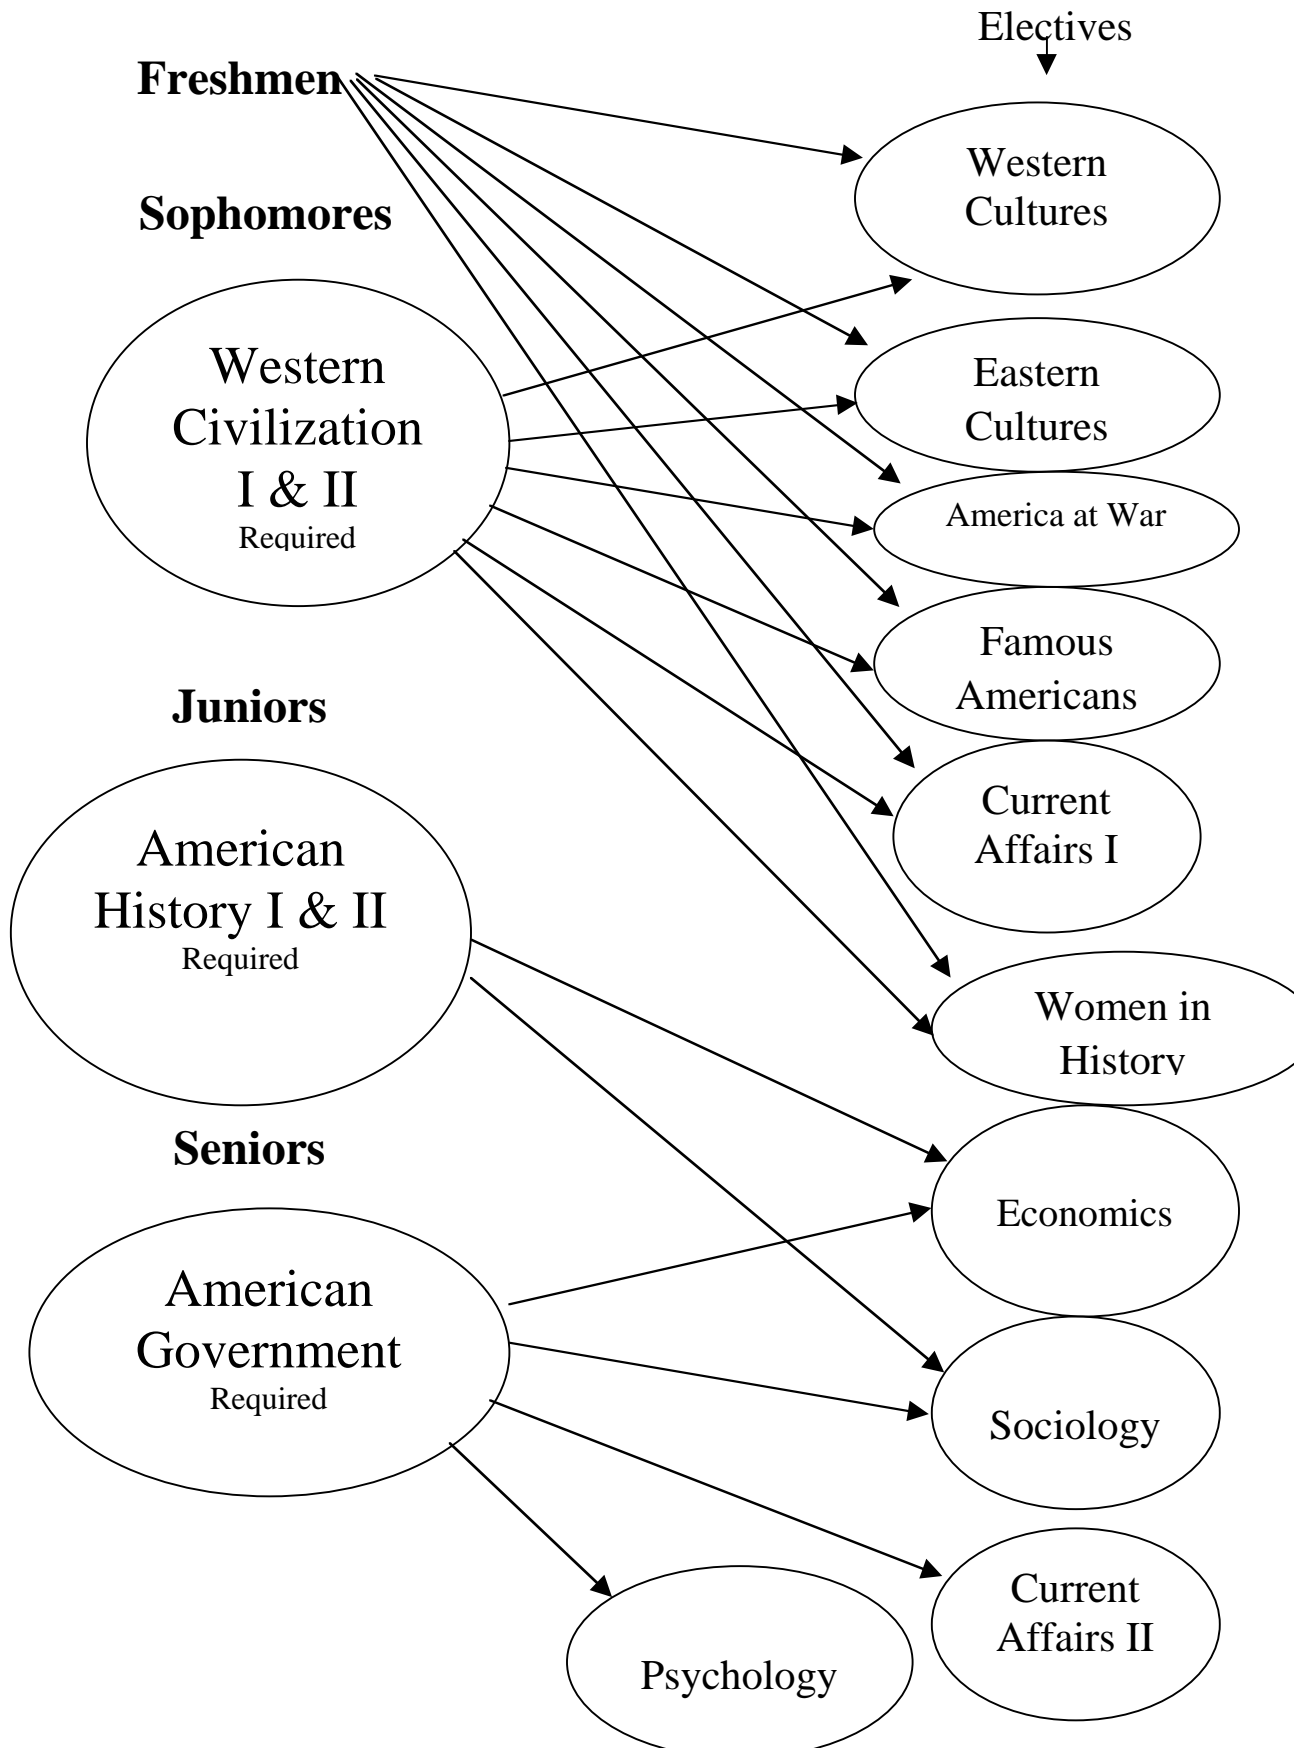 Electives
Freshmen
Western
Cultures
Sophomores
Western
Civilization
I & II
Required
Eastern
Cultures
America at War
Famous
Americans
Juniors
American
History I & II
Required
Current
Affairs I
Women in
History
Seniors
American
Government
Required
Economics
Sociology
Current
Affairs II
Psychology